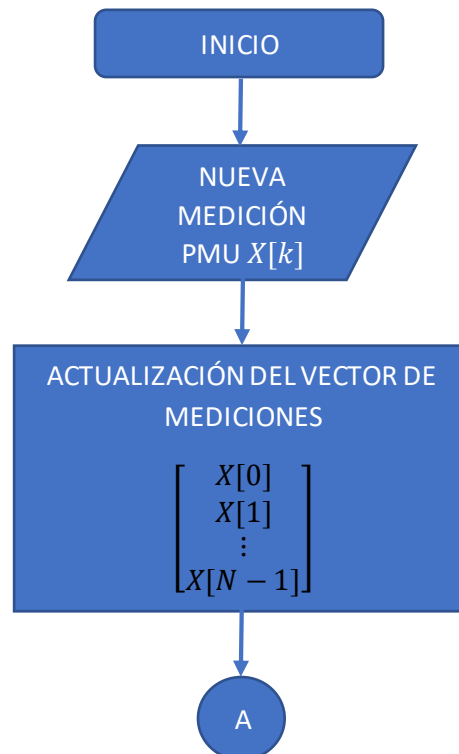 INICIO
NUEVA
MEDICIÓN
PMU X[k]
ACTUALIZACIÓN DEL VECTOR DE
MEDICIONES
X[0]
X[1]
⋮
X[N − 1]
A